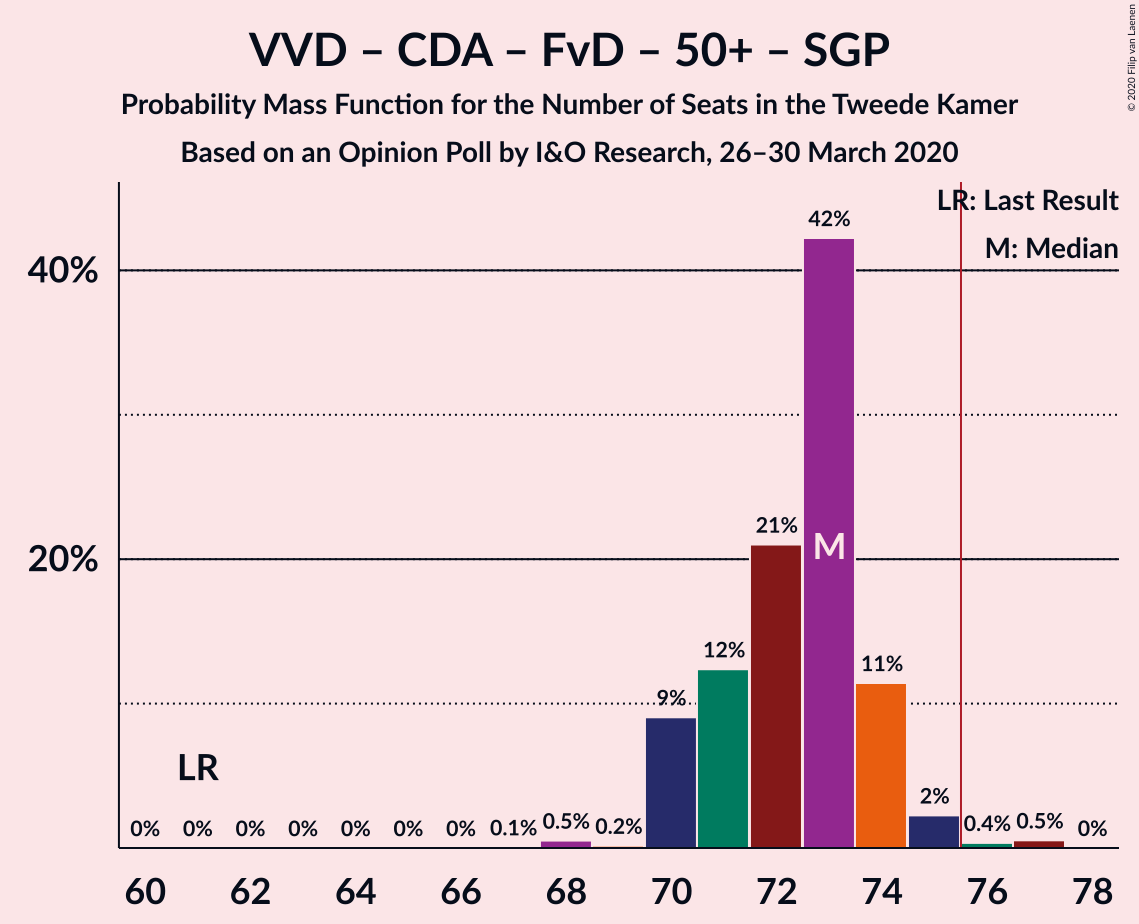 VVD – CDA – FvD – 50+ – SGP
Probability Mass Function for the Number of Seats in the Tweede Kamer
Based on an Opinion Poll by I&O Research, 26–30 March 2020
© 2020 Filip van Laenen
LR: Last Result
M: Median
40%
20%
42%
21%
M
12%
11%
9%
LR
2%
0% 0% 0% 0% 0% 0% 0% 0.1% 0.5% 0.2% 0.4% 0.5% 0%
60 62 64 66 68 70 72 74 76 78